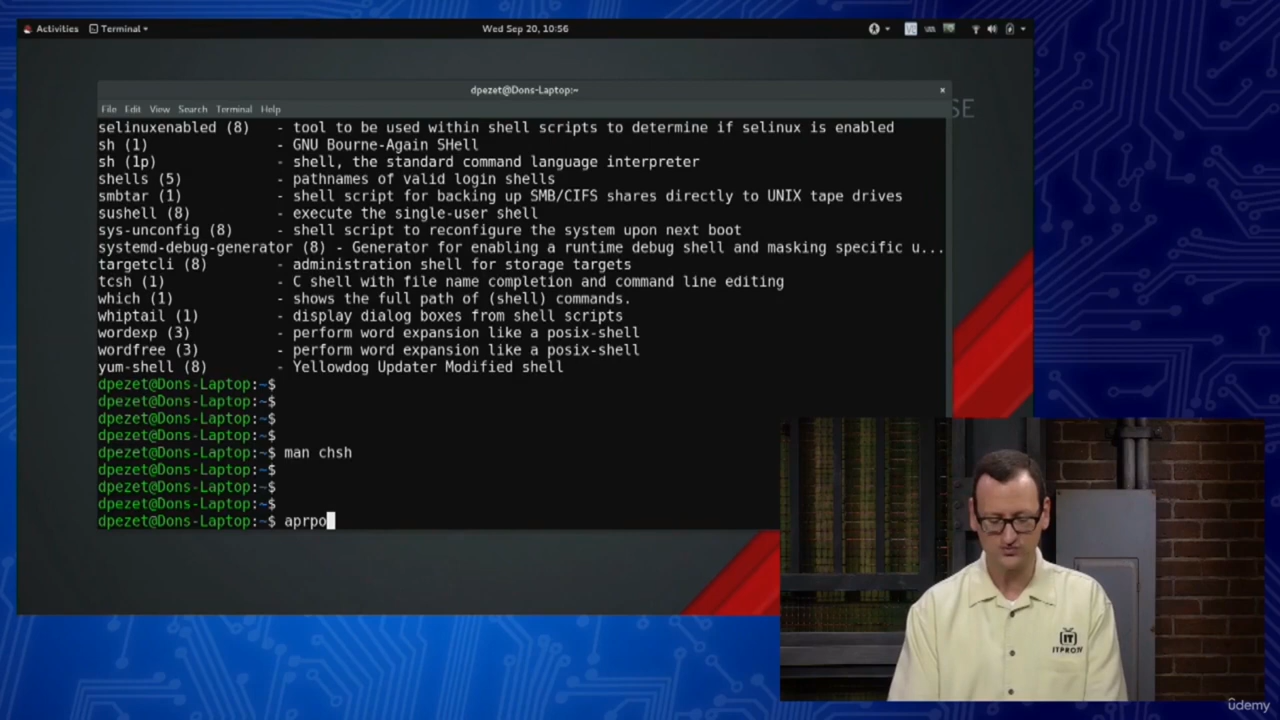 Activities Terminal Wed Sep 20, 10:56
dpezet@Dons-Laptop:~ ×
File Edit View Search Terminal Help
SE
selinuxenabled (8) - tool to be used within shell scripts to determine if selinux is enabled
sh (1) - GNU Bourne-Again SHell
sh (1p) - shell, the standard command language interpreter
shells (5) - pathnames of valid login shells
smbtar (1) - shell script for backing up SMB/CIFS shares directly to UNIX tape drives
sushell (8) - execute the single-user shell
sys-unconfig (8) - shell script to reconfigure the system upon next boot
systemd-debug-generator (8) - Generator for enabling a runtime debug shell and masking specific u...
targetcli (8) - administration shell for storage targets
tcsh (1) - C shell with file name completion and command line editing
which (1) - shows the full path of (shell) commands.
whiptail (1) - display dialog boxes from shell scripts
wordexp (3) - perform word expansion like a posix-shell
wordfree (3) - perform word expansion like a posix-shell
yum-shell (8) - Yellowdog Updater Modified shell
dpezet@Dons-Laptop:~$
dpezet@Dons-Laptop:~$
dpezet@Dons-Laptop:~$
dpezet@Dons-Laptop:~$
dpezet@Dons-Laptop:~$ man chsh
dpezet@Dons-Laptop:~$
dpezet@Dons-Laptop:~$
dpezet@Dons-Laptop:~$
dpezet@Dons-Laptop:~$ aprpo
IT
ITPROTV
ûdemy